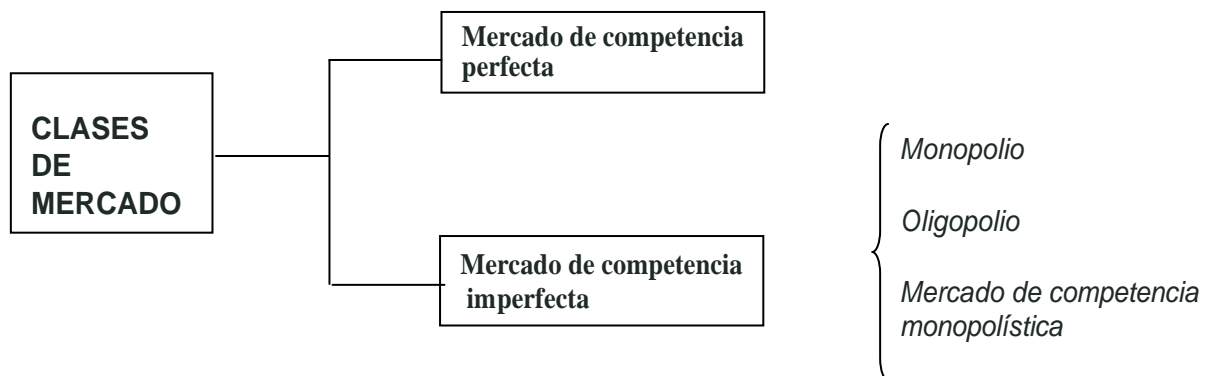 CLASES
DE
MERCADO
Mercado de competencia
perfecta
Mercado de competencia
imperfecta
Monopolio
Oligopolio
Mercado de competencia
monopolística